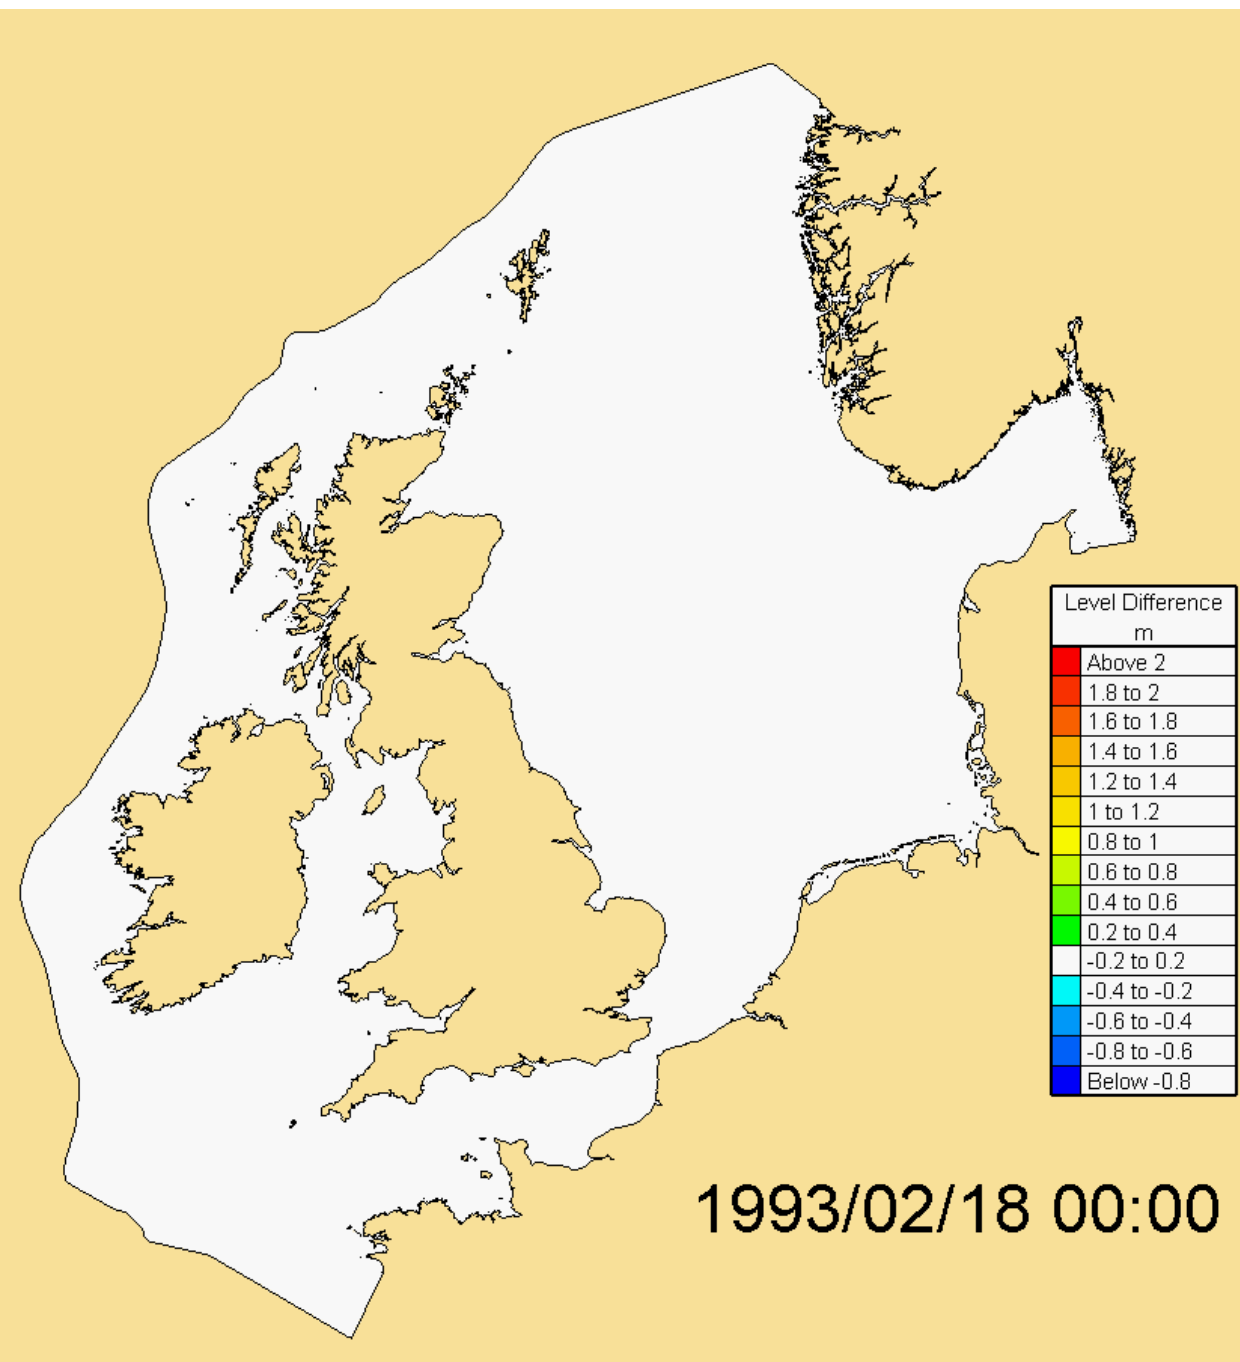 Level Difference
m
Above 2
1.8 to 2
1.6 to 1.8
1.4 to 1.6
1.2 to 1.4
1 to 1.2
0.8 to 1
0.6 to 0.8
0.4 to 0.6
0.2 to 0.4
-0.2 to 0.2
-0.4 to -0.2
-0.6 to -0.4
-0.8 to -0.6
Below -0.8
1993/02/18 00:00